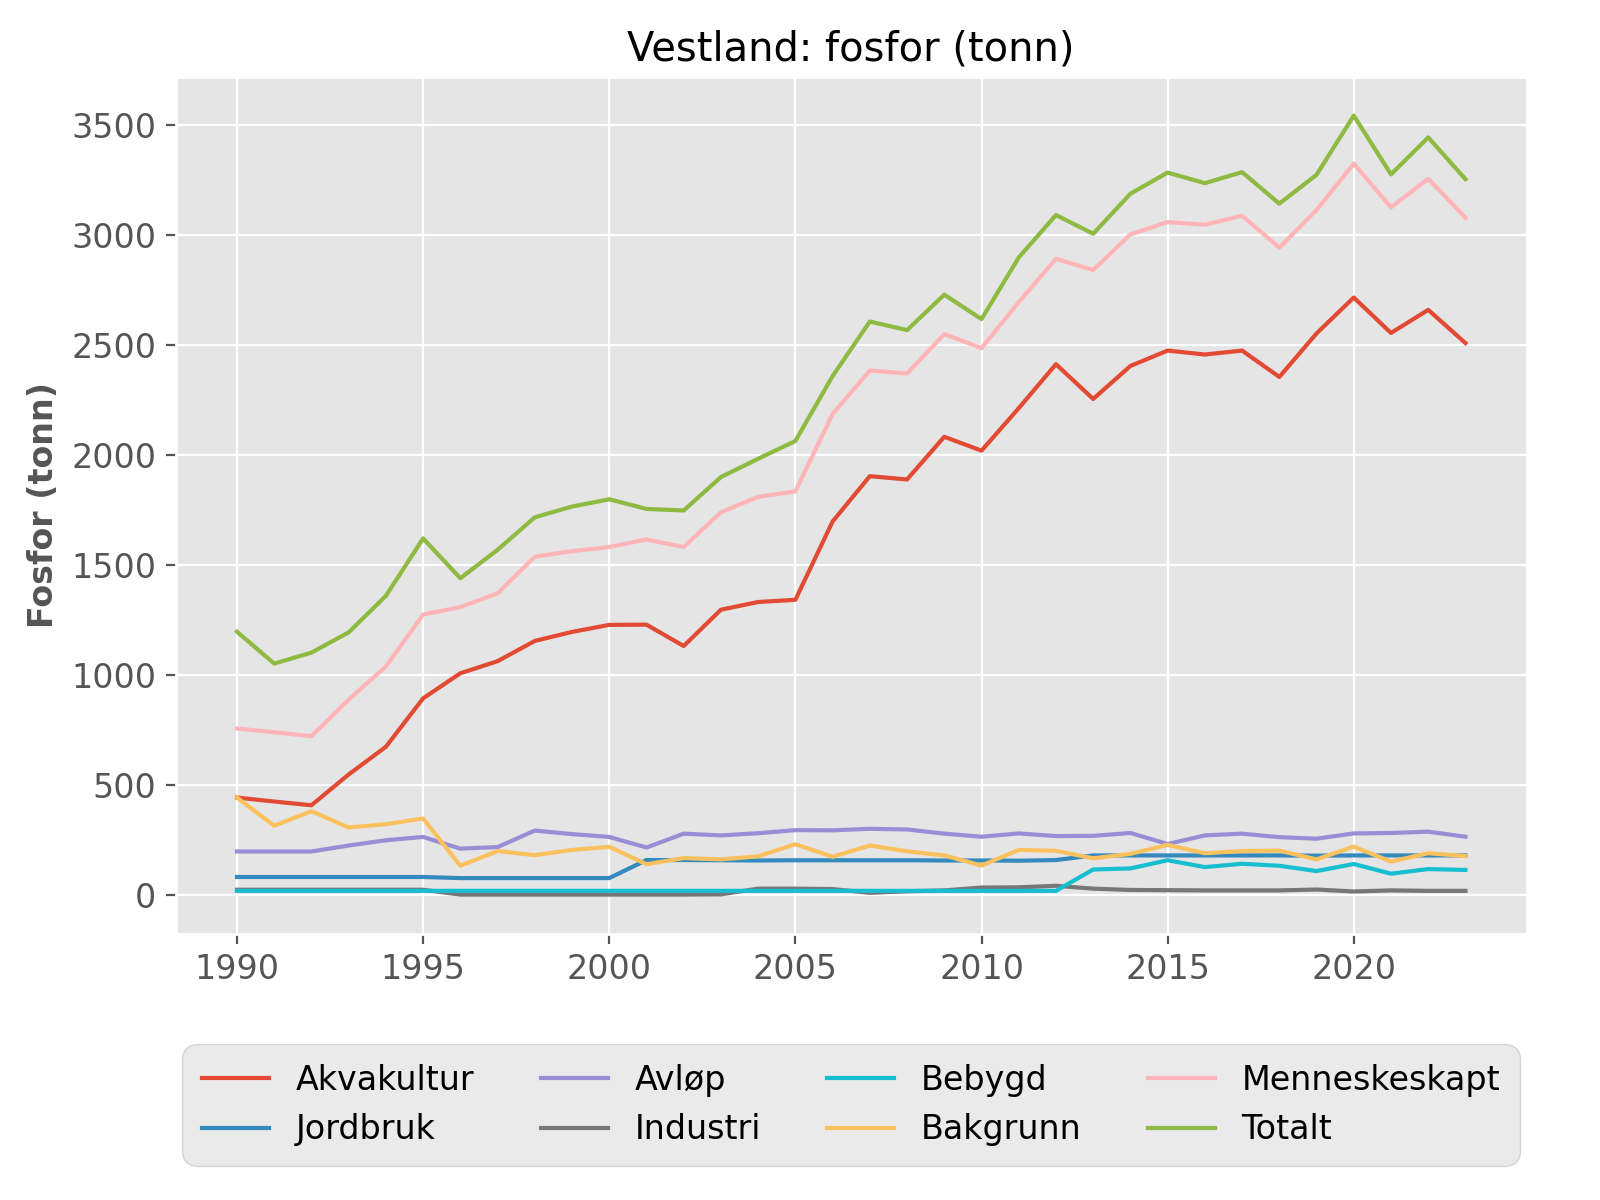 Vestland: fosfor (tonn)
Fosfor (tonn)
3500
3000
2500
2000
1500
1000
500
0
1990 1995 2000 2005 2010 2015 2020
Akvakultur Avløp Bebygd Menneskeskapt
Jordbruk Industri Bakgrunn Totalt